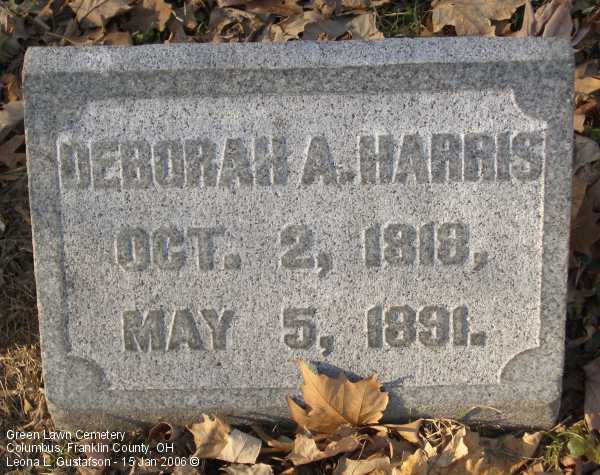 DEBORAH A. HARRIS
OCT. 2, 1818,
MAY 5, 1891.
Green Lawn Cemetery
Columbus, Franklin County, OH
Leona L. Gustafson - 15 Jan 2006 ©